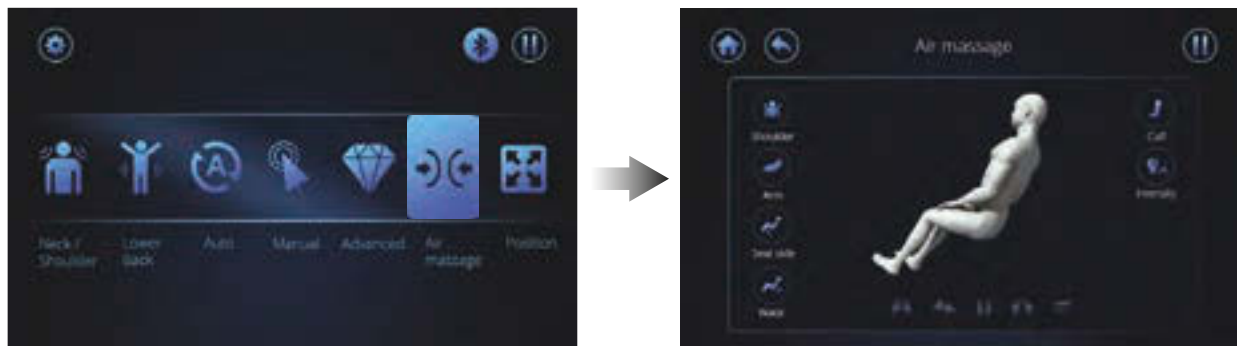 Neck /
Shoulder
Lower
Back
Auto
Manual
Advanced
Air
massage
Position
Air massage
Shoulder
Arm
Seat side
Waist
Calf
Intensity